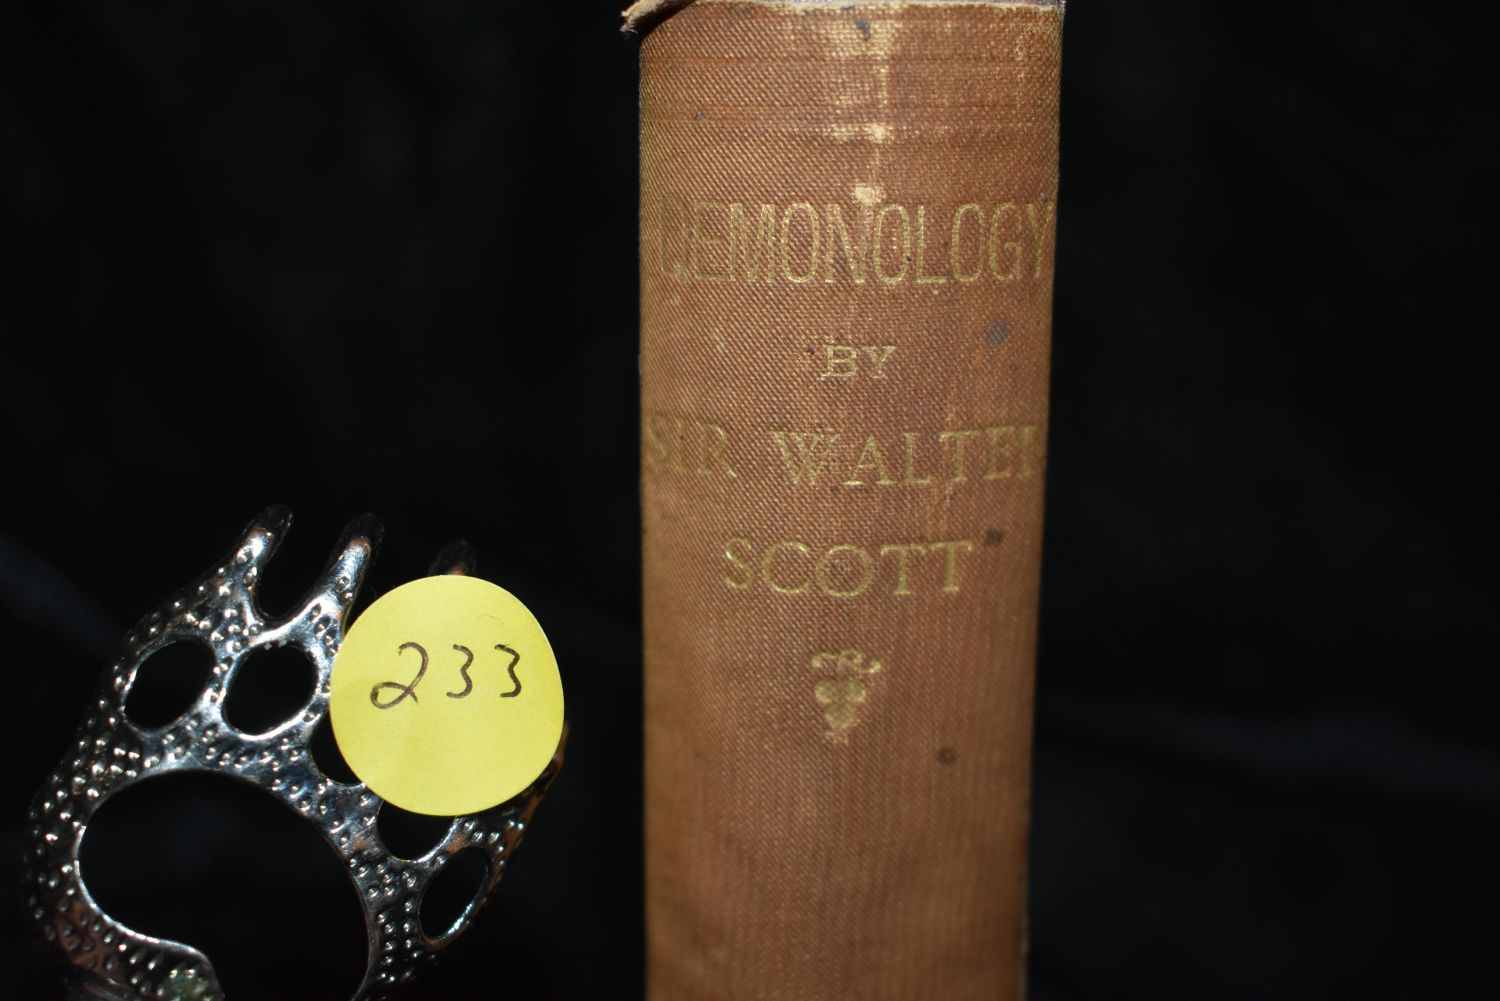 DEMONOLOGY
BY
SIR WALTER
SCOTT
233